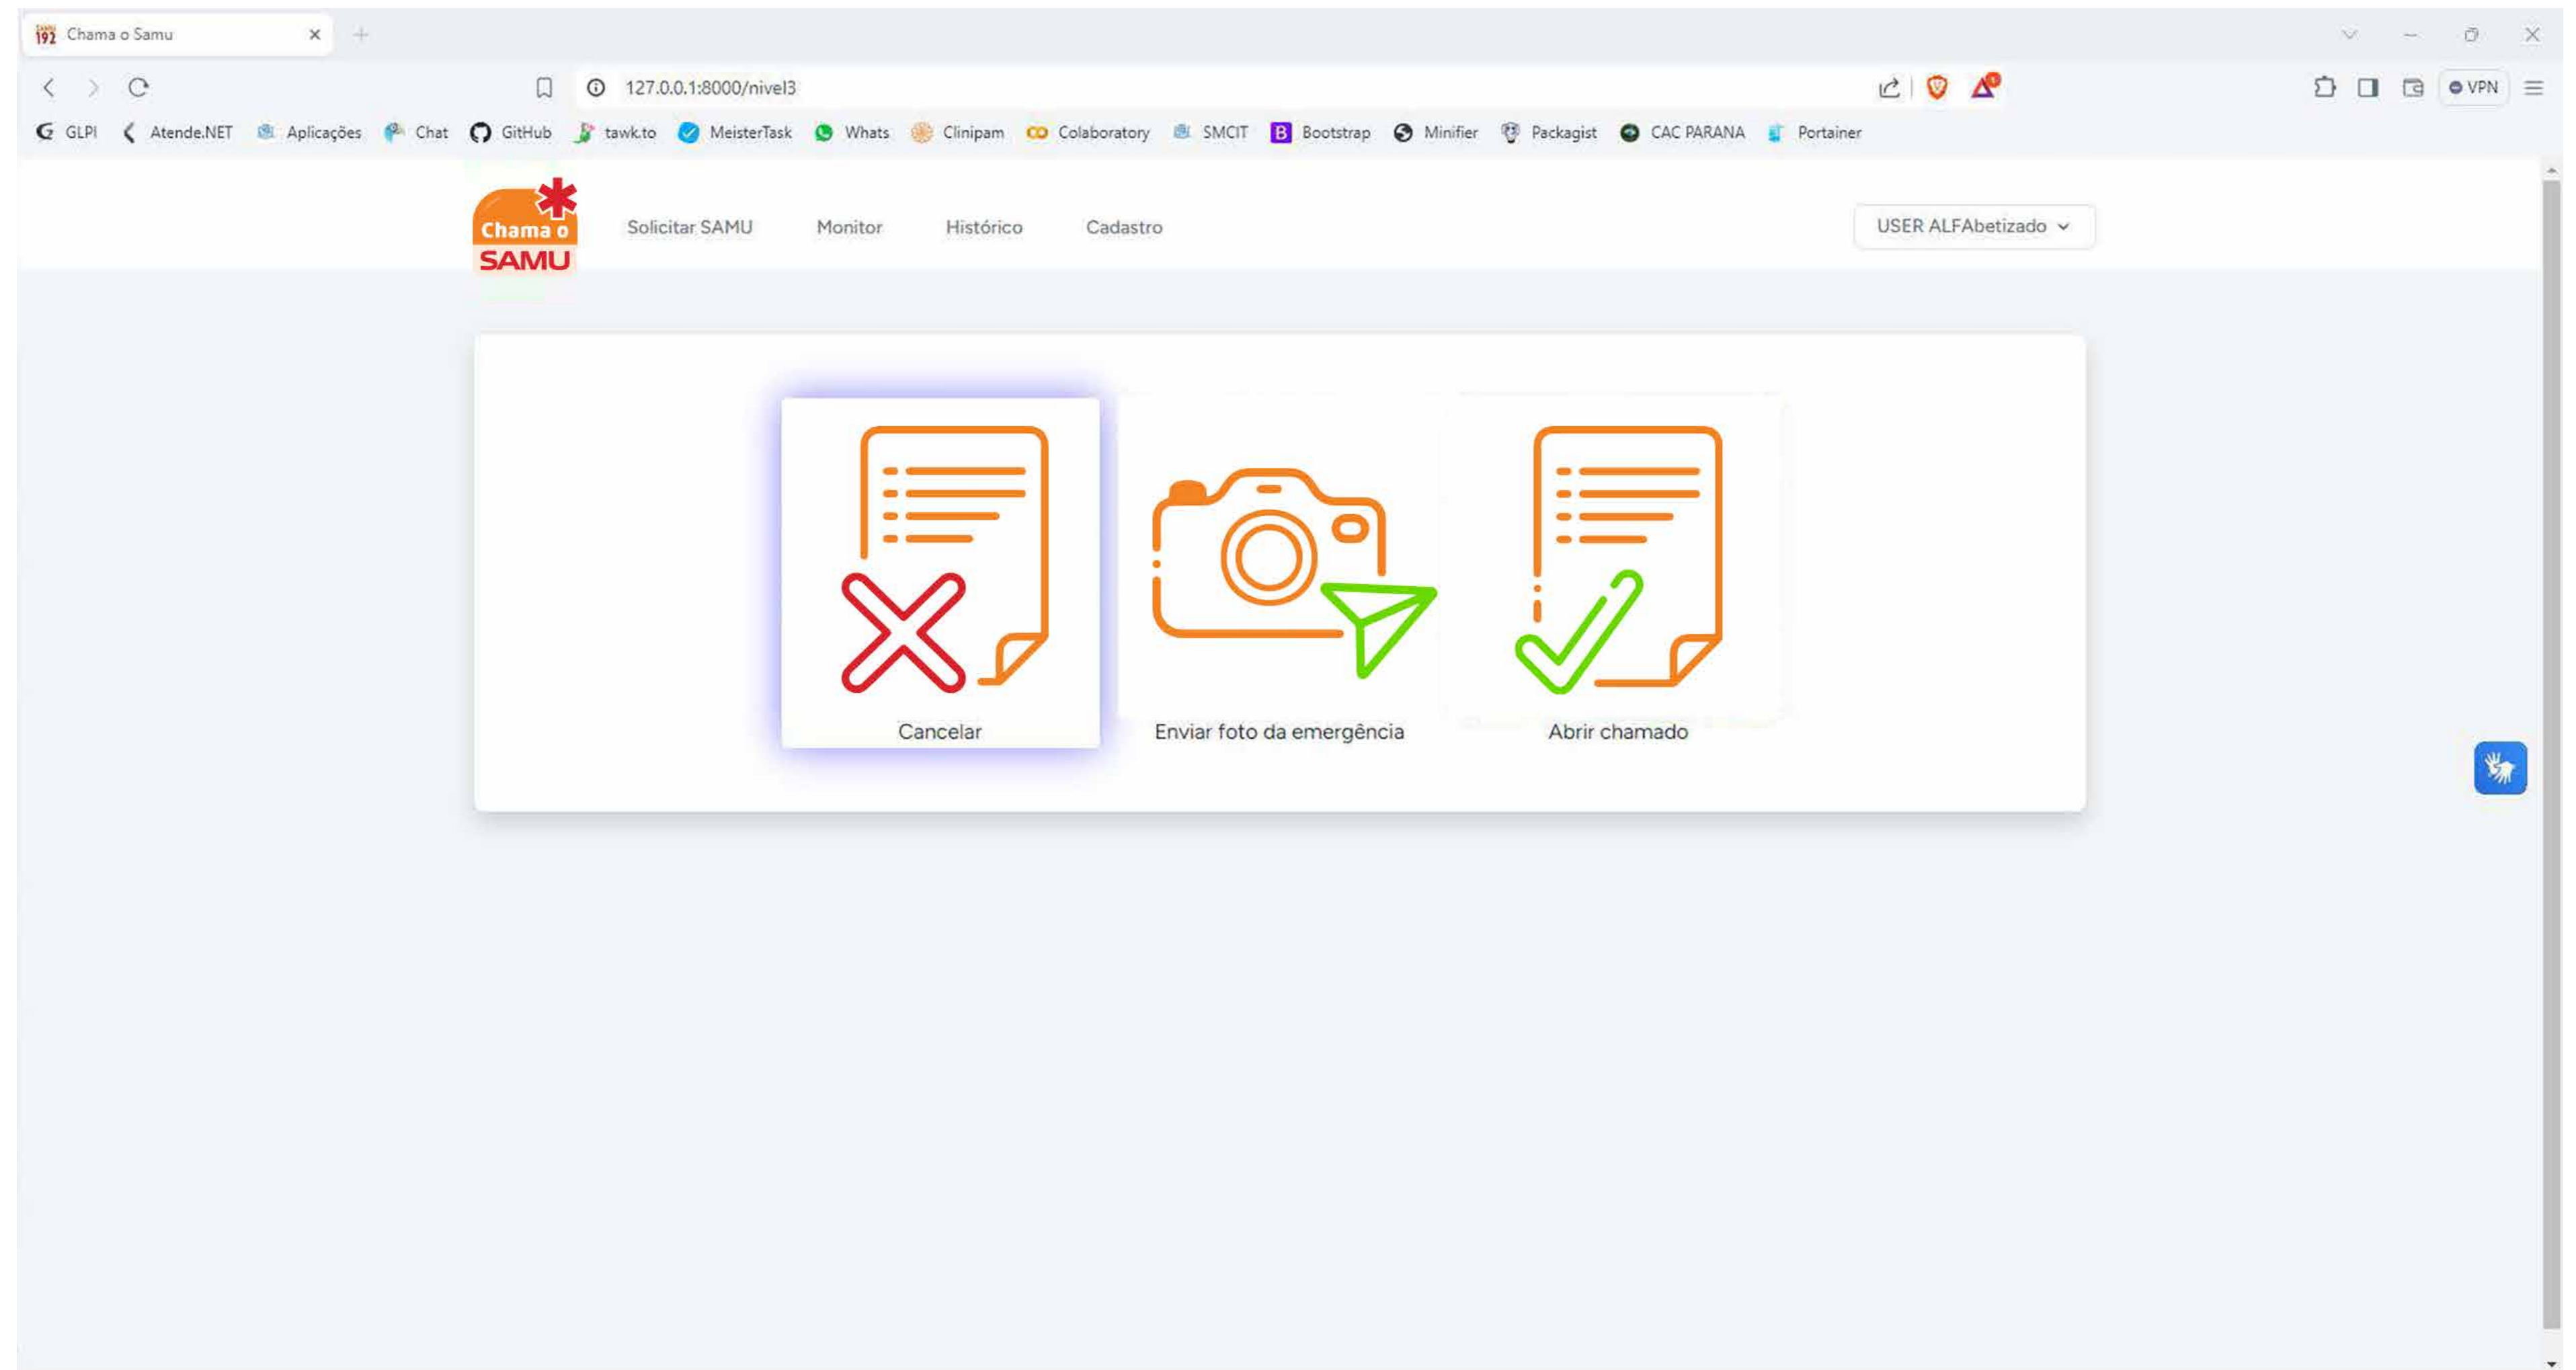 Chama o Samu
127.0.0.1:8000/nivel3
VPN
GLPI Atende.NET Aplicações Chat GitHub tawk.to MeisterTask Whats Clinipam Colaboratory SMCIT B Bootstrap Minifier Packagist CAC PARANA Portainer
Chama o
SAMU
Solicitar SAMU Monitor Histórico Cadastro USER ALFAbetizado
Cancelar Enviar foto da emergência Abrir chamado